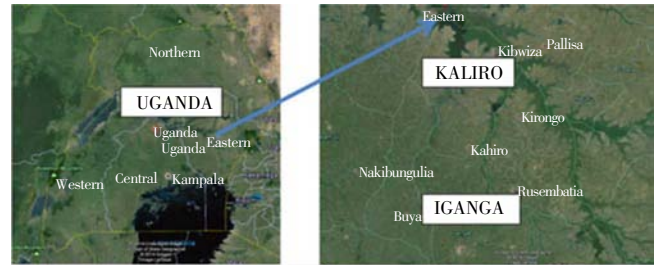 Northern
UGANDA
Uganda
Uganda
Eastern
Western
Central
Kampala
Eastern
Pallisa
Kibwiza
KALIRO
Kirongo
Kahiro
Nakibungulia
Rusembatia
IGANGA
Buya